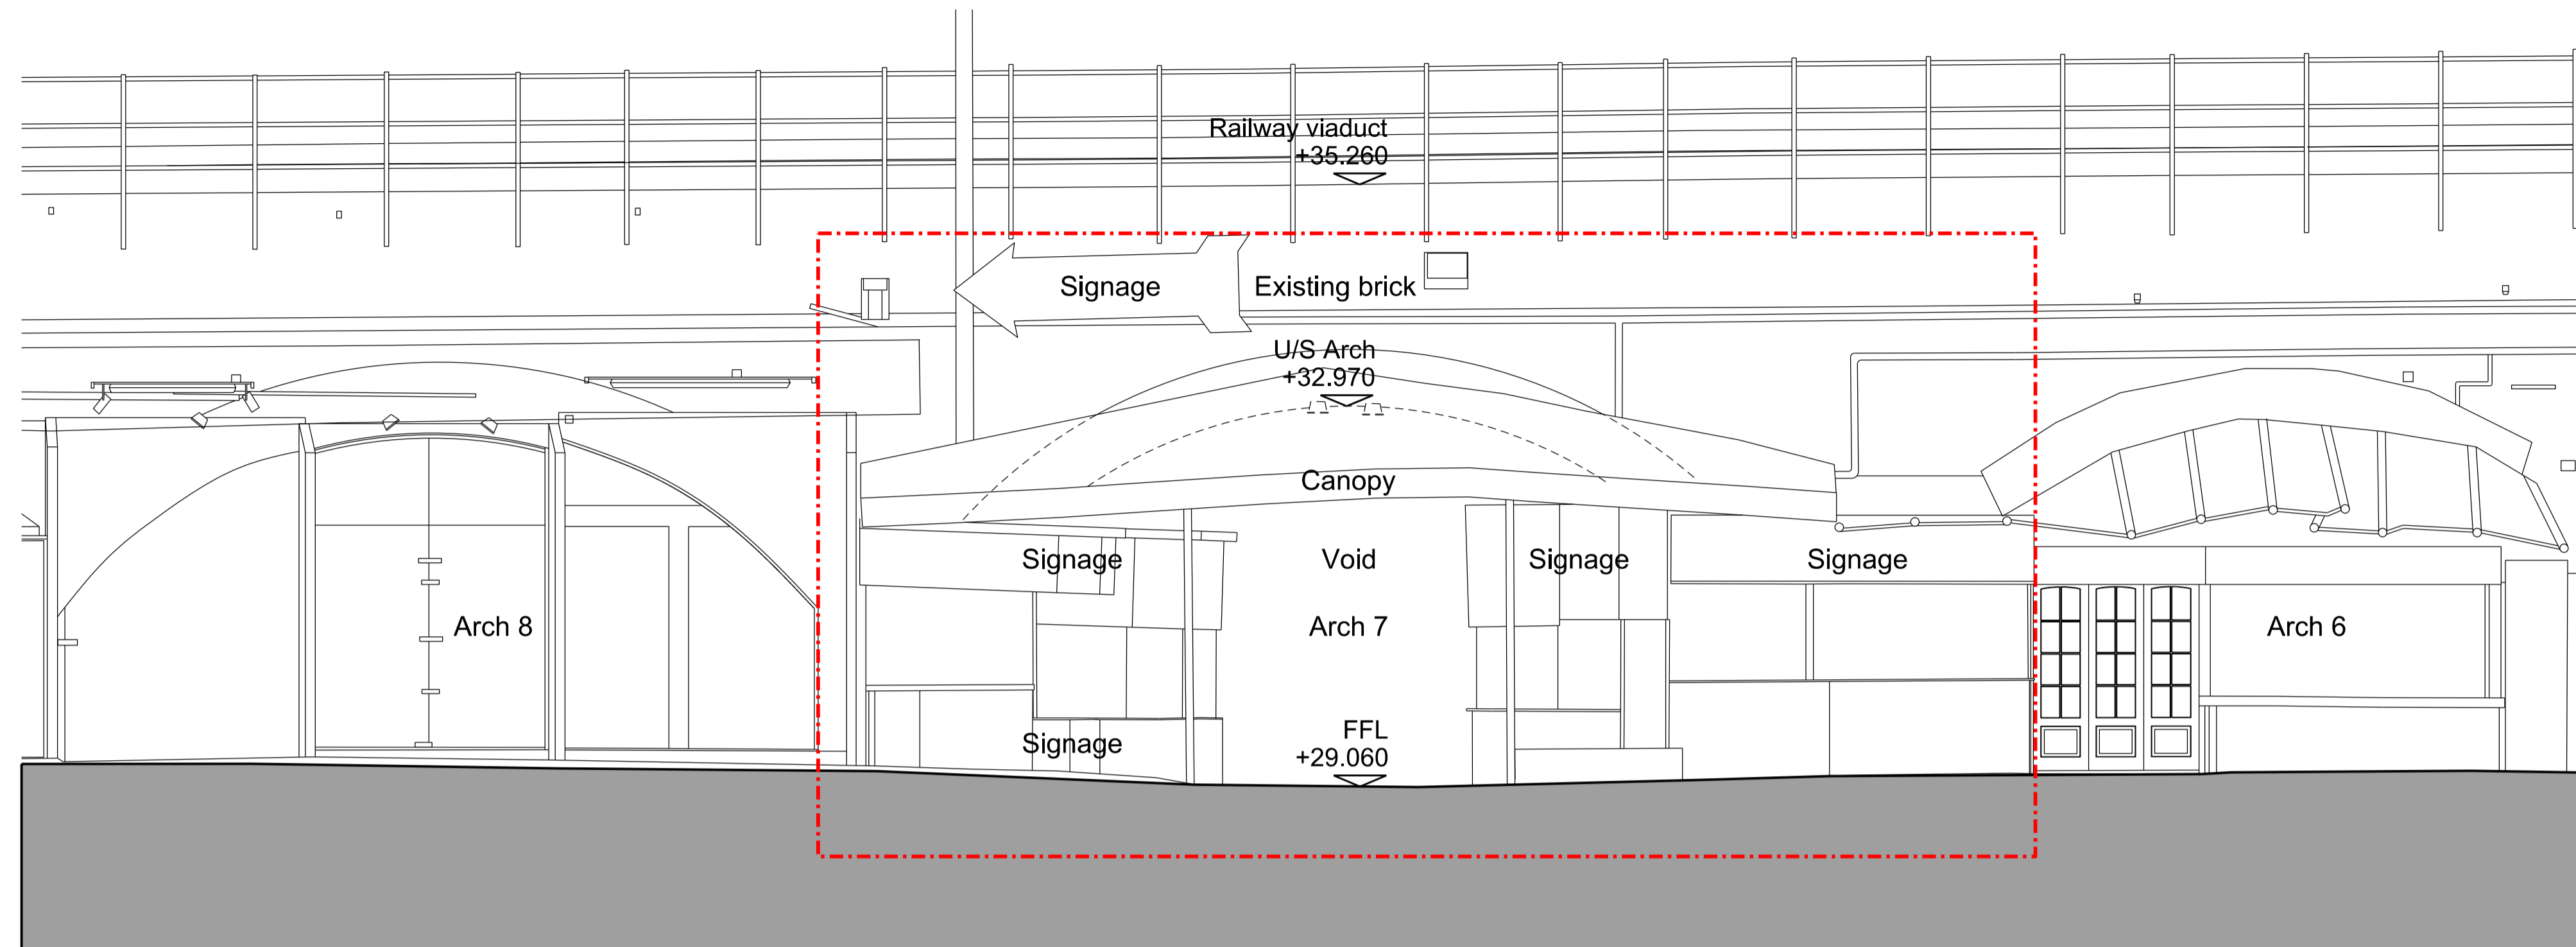 Railway viaduct
+35.260
Signage
Existing brick
U/S Arch
+32.970
Canopy
Signage
Void
Signage
Signage
Arch 8
Arch 7
Arch 6
Signage
FFL
+29.060